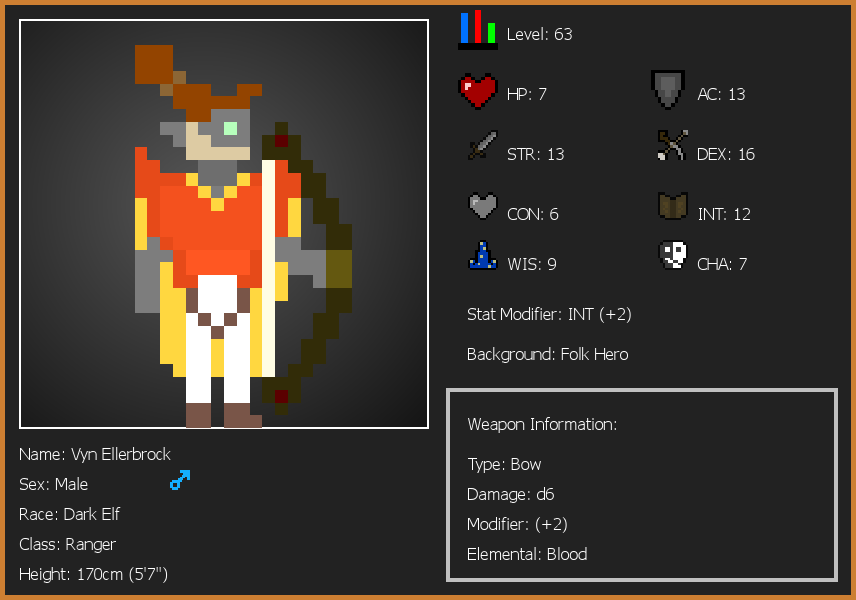 Level: 63
HP: 7
AC: 13
STR: 13
DEX: 16
CON: 6
INT: 12
WIS: 9
CHA: 7
Stat Modifier: INT (+2)
Background: Folk Hero
Weapon Information:
Type: Bow
Damage: d6
Modifier: (+2)
Elemental: Blood
Name: Vyn Ellerbrock
Sex: Male
Race: Dark Elf
Class: Ranger
Height: 170cm (5'7")